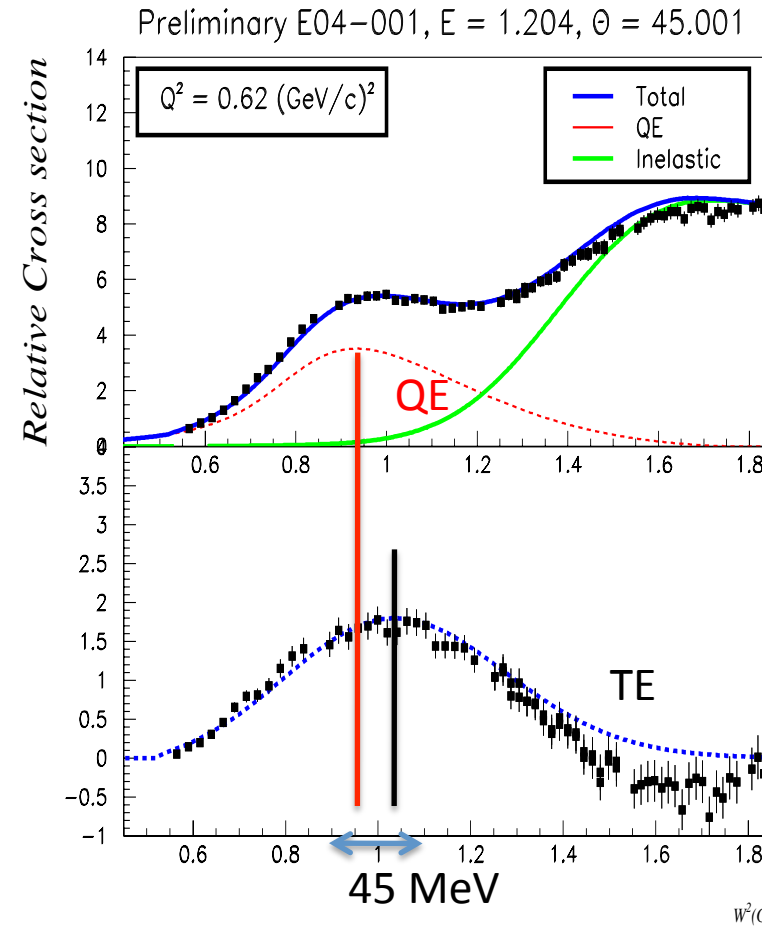 Preliminary E04-001, E = 1.204, Θ = 45.001
Relative Cross section
14
12
10
8
6
4
2
Q² = 0.62 (GeV/c)²
Total
QE
Inelastic
QE
0.6 0.8 1 1.2 1.4 1.6 1.8
3.5
3
2.5
2
1.5
1
0.5
0
-0.5
-1
TE
0.6 0.8 1 1.2 1.4 1.6 1.8
45 MeV
W²(